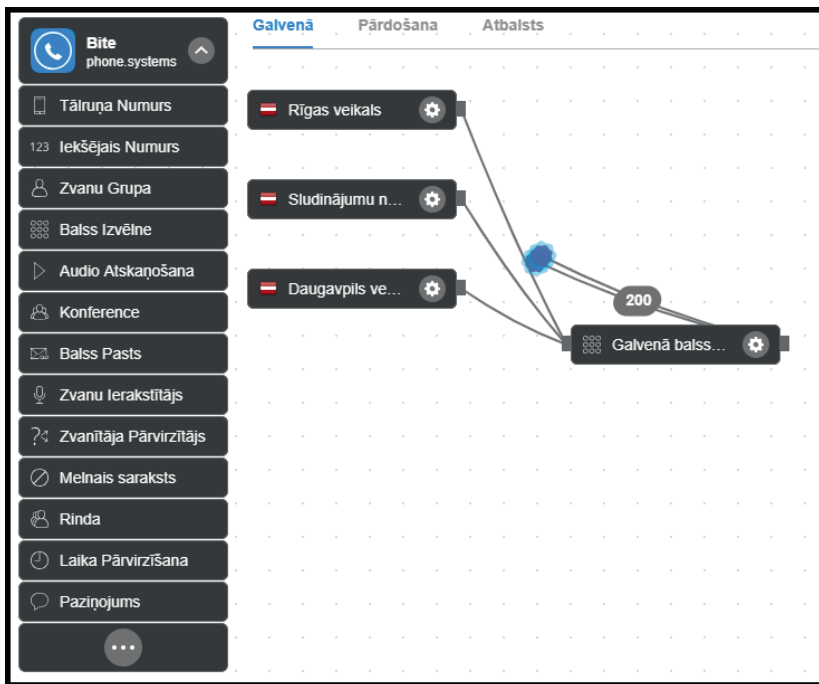 Galvenā Pārdošana Atbalsts
Bite
phone.systems
Tālruņa Numurs
123 Iekšējais Numurs
Zvanu Grupa
Balss Izvēlne
Audio Atskaņošana
Konference
Balss Pasts
Zvanu Ierakstītājs
Zvanītāja Pārvirzītājs
Melnais saraksts
Rinda
Laika Pārvirzīšana
Paziņojums
Rīgas veikals
Sludinājumu n...
Daugavpils ve...
200
Galvenā balss...